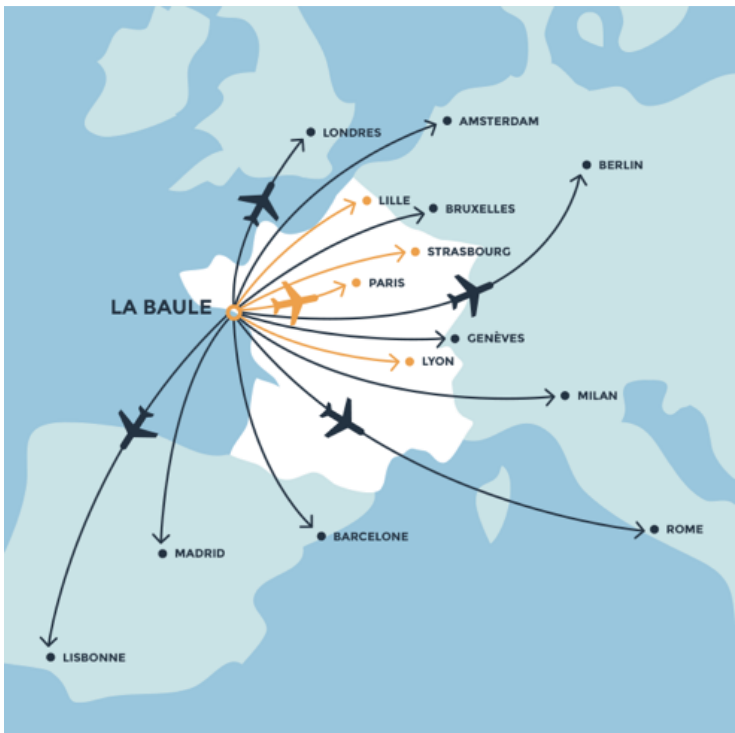 LONDRES
AMSTERDAM
BERLIN
LILLE
BRUXELLES
STRASBOURG
PARIS
LA BAULE
GENÈVES
LYON
MILAN
ROME
BARCELONE
MADRID
LISBONNE